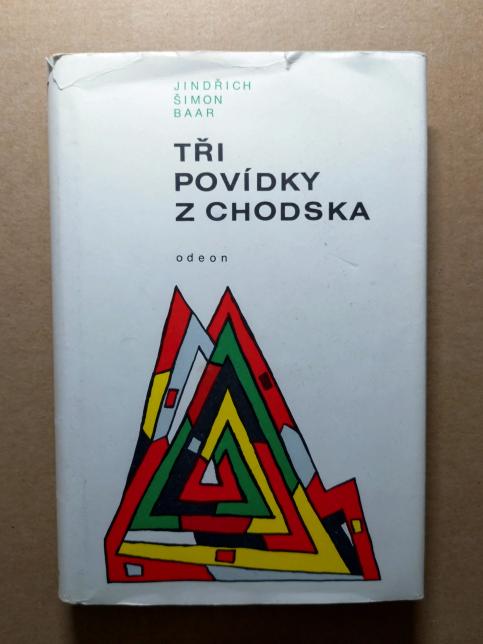 JINDŘICH
ŠIMON
BAAR
TŘI
POVÍDKY
Z CHODSKA
odeon